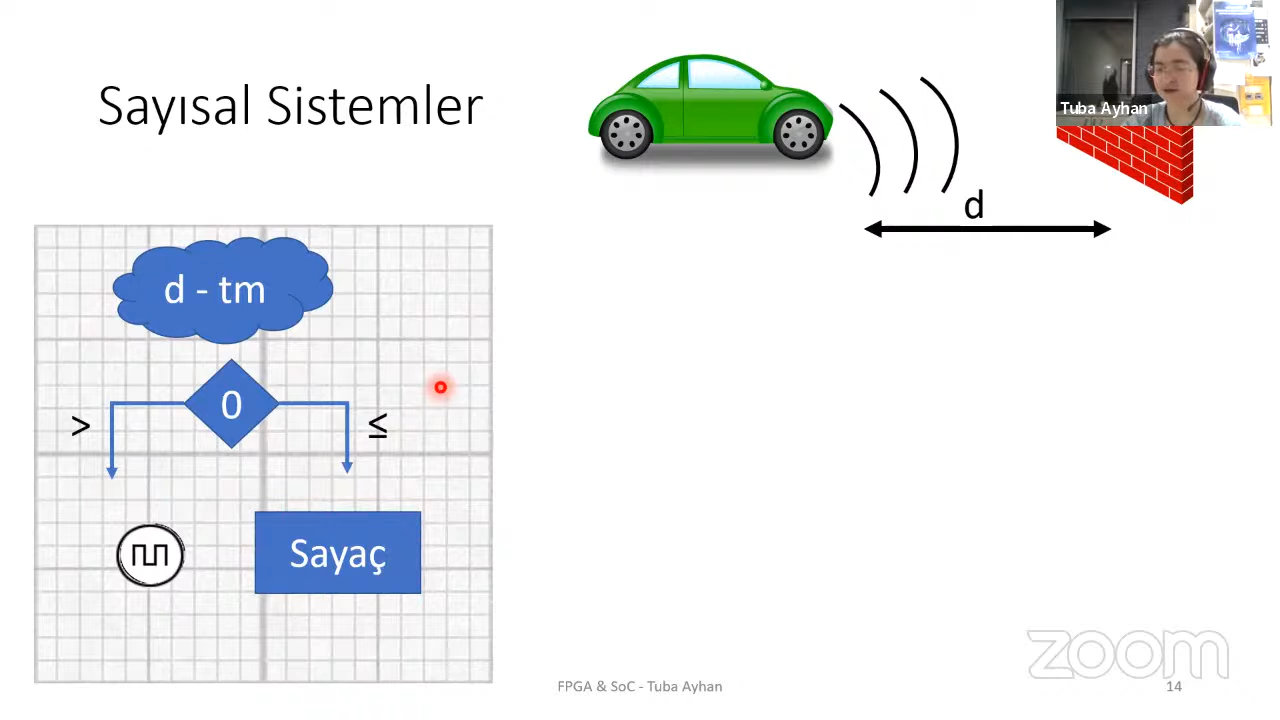 Sayısal Sistemler
Tuba Ayhan
d
d - tm
0
>
≤
Sayaç
zoom
FPGA & SoC - Tuba Ayhan
14